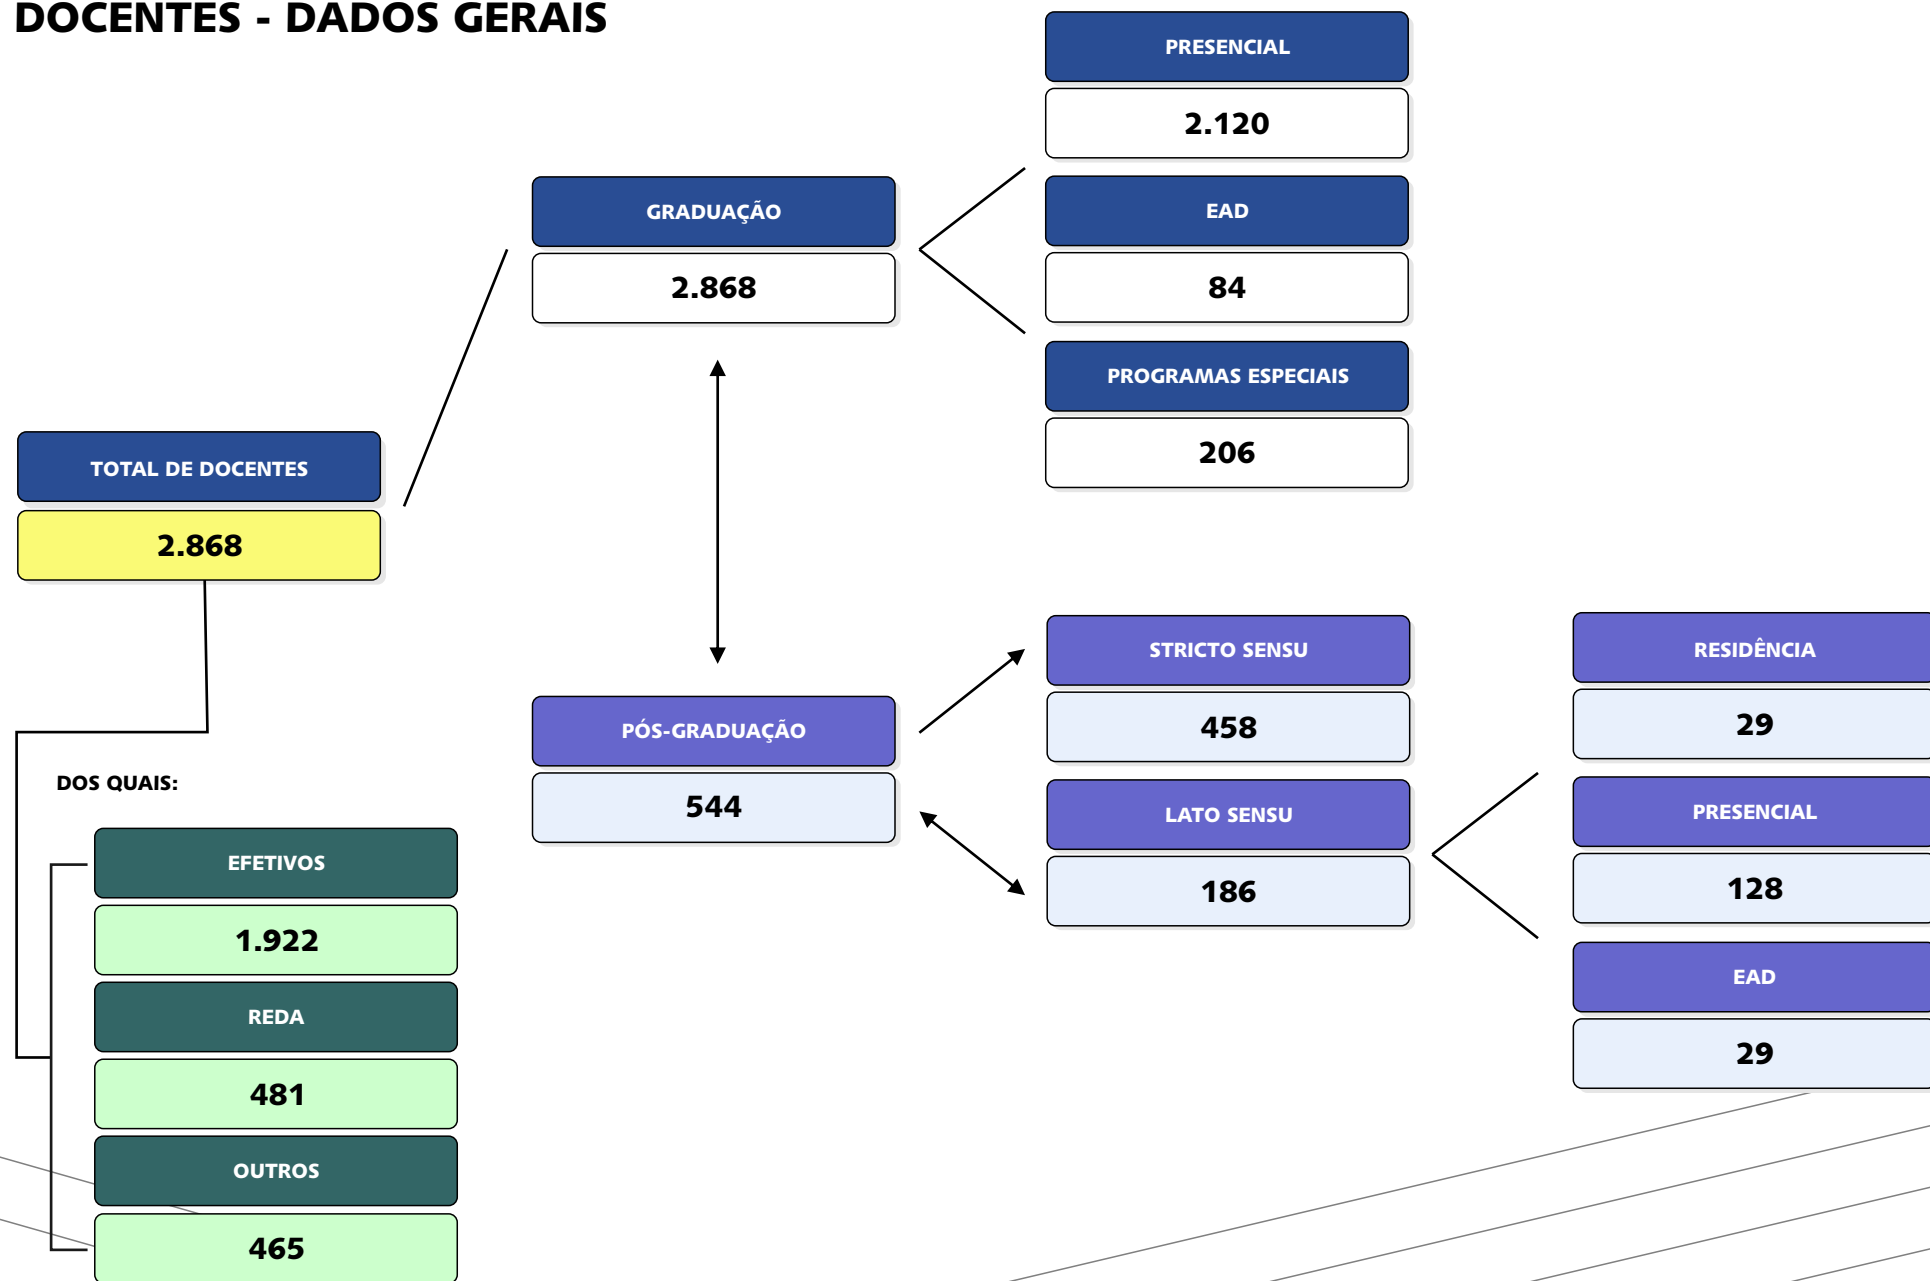 DOCENTES - DADOS GERAIS
PRESENCIAL
2.120
GRADUAÇÃO
2.868
EAD
84
PROGRAMAS ESPECIAIS
206
TOTAL DE DOCENTES
2.868
DOS QUAIS:
EFETIVOS
1.922
REDA
481
OUTROS
465
PÓS-GRADUAÇÃO
544
STRICTO SENSU
458
LATO SENSU
186
RESIDÊNCIA
29
PRESENCIAL
128
EAD
29